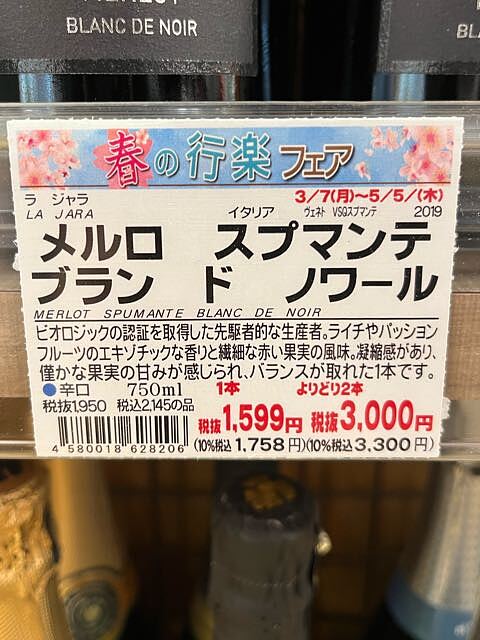 BLANC DE NOIR
春の行楽フェア
3/7(月)～5/5/(木)
ラ ジャラ
LA JARA イタリア ヴェネト VSQスプマンテ 2019
メルロ スプマンテ
ブラン ド ノワール
MERLOT SPUMANTE BLANC DE NOIR
ビオロジックの認証を取得した先駆者的な生産者。ライチやパッション
フルーツのエキゾチックな香りと繊細な赤い果実の風味。凝縮感があり、
僅かな果実の甘みが感じられ、バランスが取れた1本です。
●辛口 750ml 1本 よりどり2本
税抜1,950 税込2,145の品 税抜1,599円 税抜3,000円
4 580018 628206 (10%税込1,758円)(10%税込3,300円)